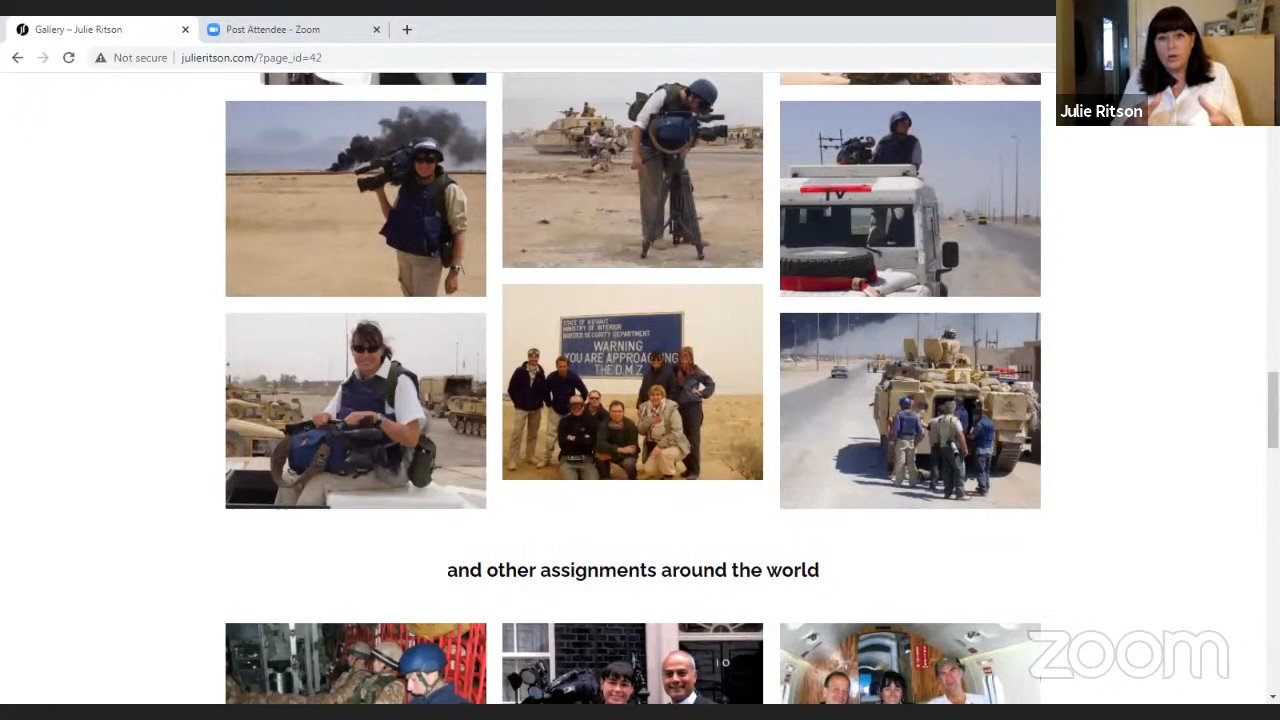 Gallery – Julie Ritson
Post Attendee - Zoom
Not secure
julieritson.com/?page_id=42
Julie Ritson
TV
STATE OF KUWAIT
MINISTRY OF INTERIOR
BORDER SECURITY DEPARTMENT
WARNING
YOU ARE APPROACHING
THE D.M.Z
and other assignments around the world
10
zoom